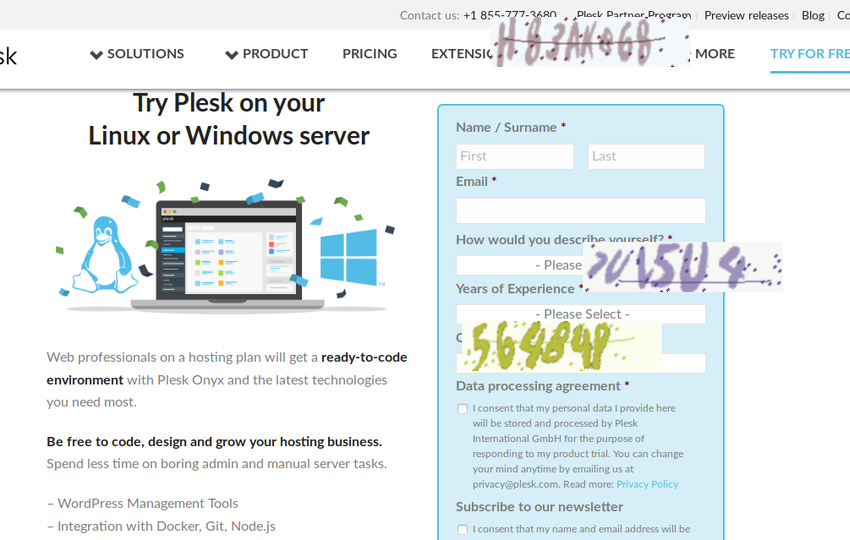 Contact us: +1 855-777-3680 Plesk Partner Program Preview releases Blog
SOLUTIONS PRODUCT PRICING MORE TRY FOR FREE
Try Plesk on your
Linux or Windows server
plesk
TM
Name / Surname *
First Last
Email *
How would you describe yourself? *
- Please
Years of Experience *
- Please Select -
564848
Web professionals on a hosting plan will get a ready-to-code
environment with Plesk Onyx and the latest technologies
you need most.
Data processing agreement *
I consent that my personal data I provide here
will be stored and processed by Plesk
International GmbH for the purpose of
responding to my product trial. You can change
your mind anytime by emailing us at
privacy@plesk.com. Read more: Privacy Policy
Be free to code, design and grow your hosting business.
Spend less time on boring admin and manual server tasks.
– WordPress Management Tools
– Integration with Docker, Git, Node.js
Subscribe to our newsletter
I consent that my name and email address will be